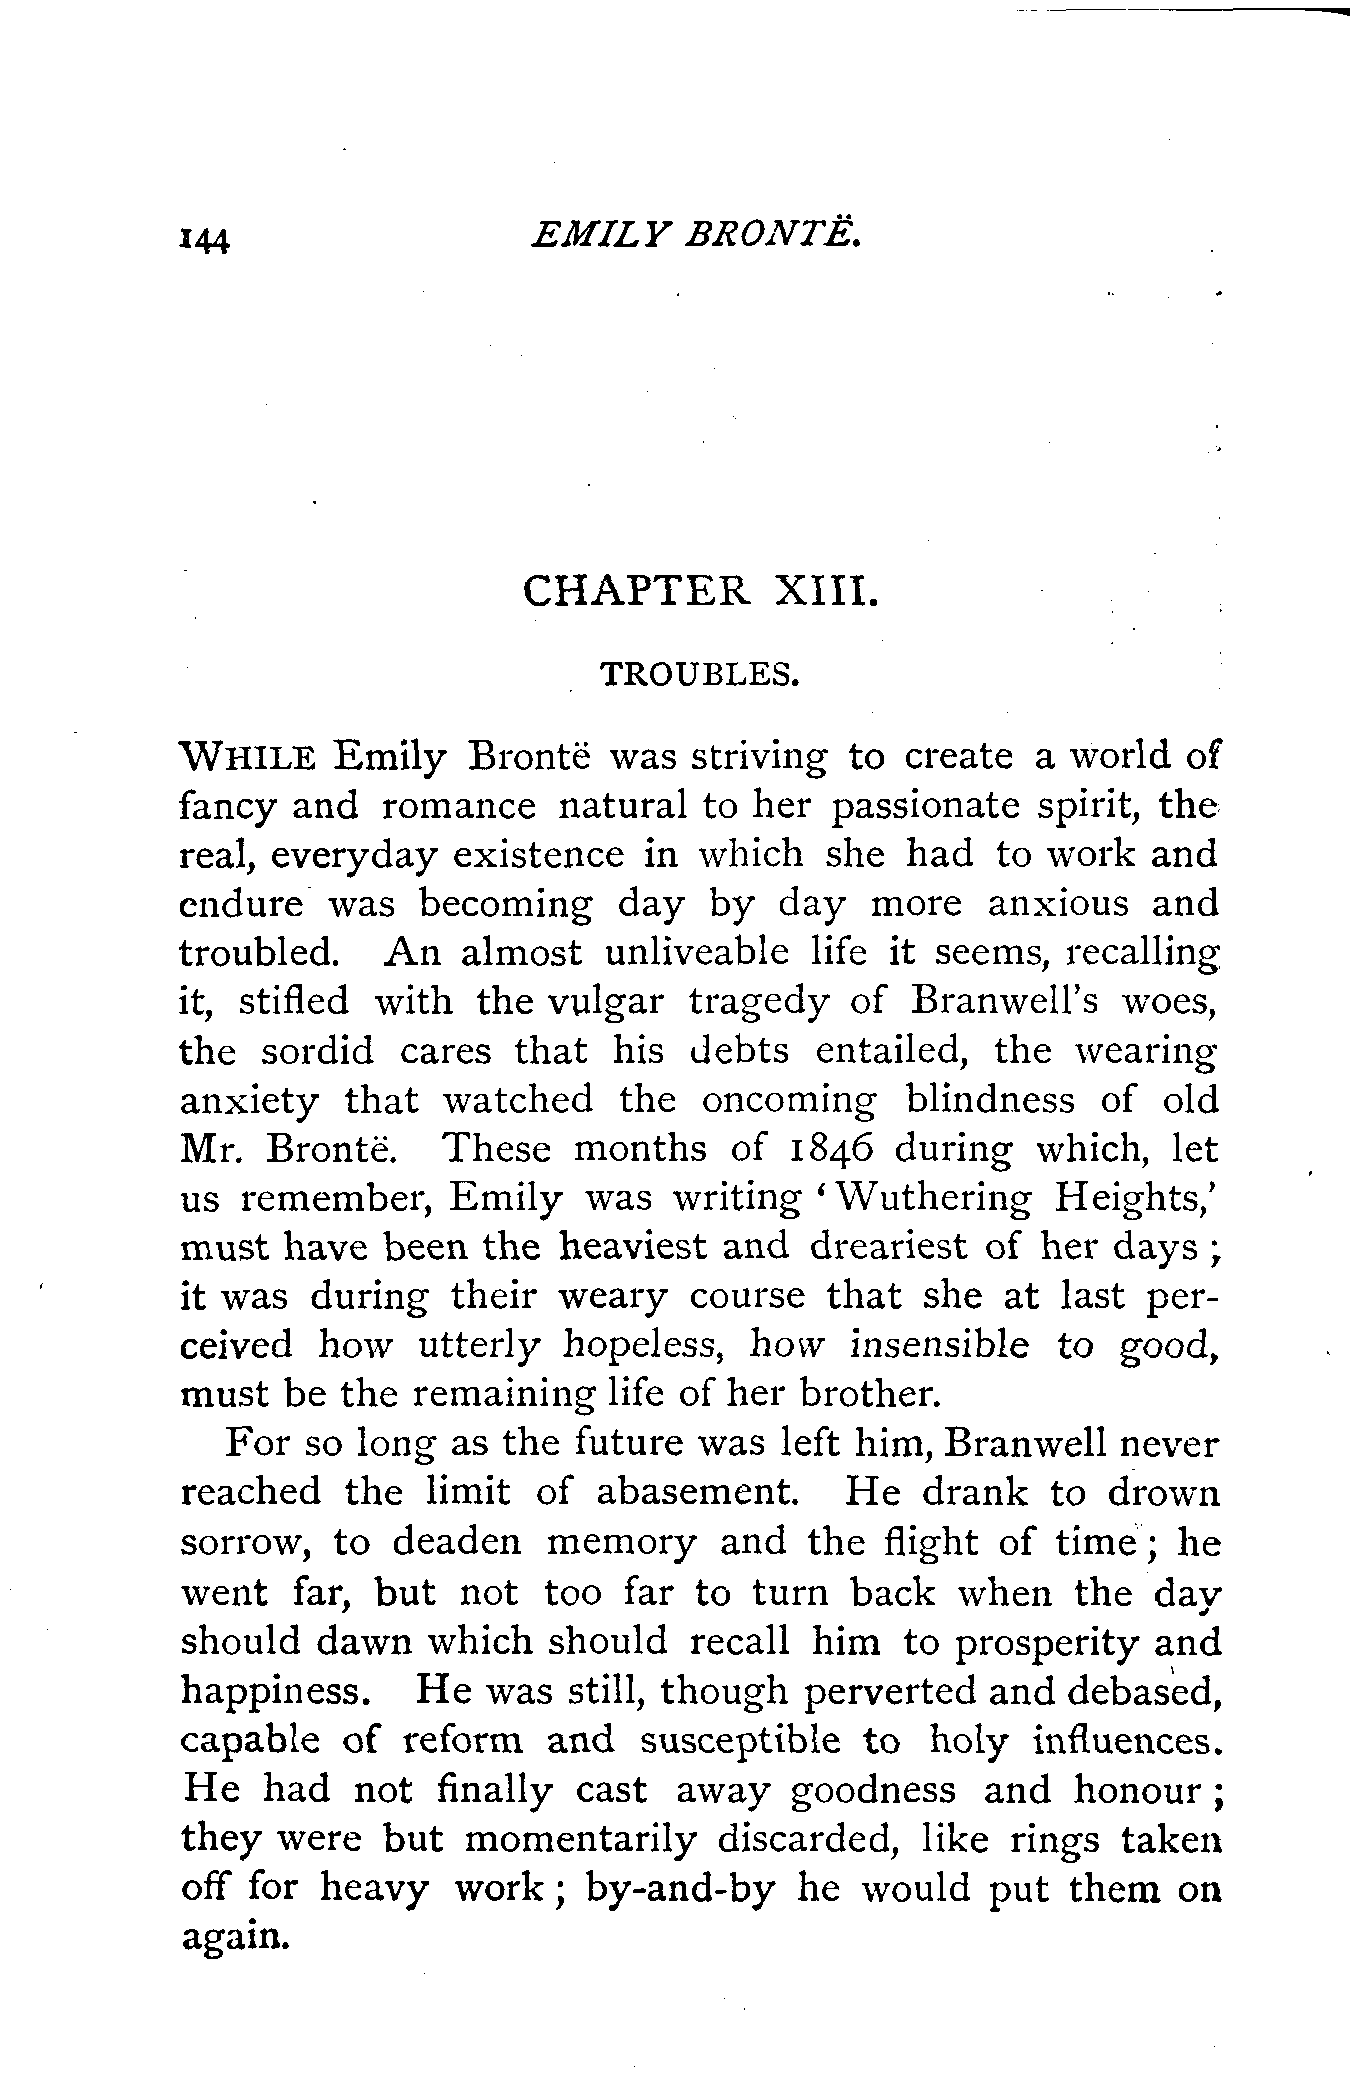 144 EMILY BRONTË.
CHAPTER XIII.
TROUBLES.
WHILE Emily Brontë was striving to create a world of
fancy and romance natural to her passionate spirit, the
real, everyday existence in which she had to work and
endure was becoming day by day more anxious and
troubled. An almost unliveable life it seems, recalling
it, stifled with the vulgar tragedy of Branwell's woes,
the sordid cares that his debts entailed, the wearing
anxiety that watched the oncoming blindness of old
Mr. Brontë. These months of 1846 during which, let
us remember, Emily was writing ‘Wuthering Heights,’
must have been the heaviest and dreariest of her days ;
it was during their weary course that she at last per-
ceived how utterly hopeless, how insensible to good,
must be the remaining life of her brother.
For so long as the future was left him, Branwell never
reached the limit of abasement. He drank to drown
sorrow, to deaden memory and the flight of time ; he
went far, but not too far to turn back when the day
should dawn which should recall him to prosperity and
happiness. He was still, though perverted and debased,
capable of reform and susceptible to holy influences.
He had not finally cast away goodness and honour ;
they were but momentarily discarded, like rings taken
off for heavy work ; by-and-by he would put them on
again.